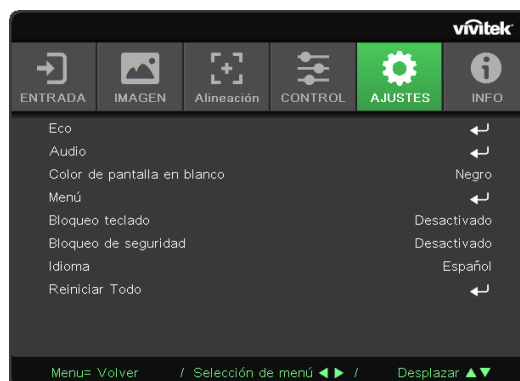 vivitek
ENTRADA IMAGEN Alineación CONTROL AJUSTES INFO
Eco
Audio
Color de pantalla en blanco Negro
Menú
Bloqueo teclado Desactivado
Bloqueo de seguridad Desactivado
Idioma Español
Reiniciar Todo
Menu= Volver / Selección de menú ◀ ▶ / Desplazar ▲▼